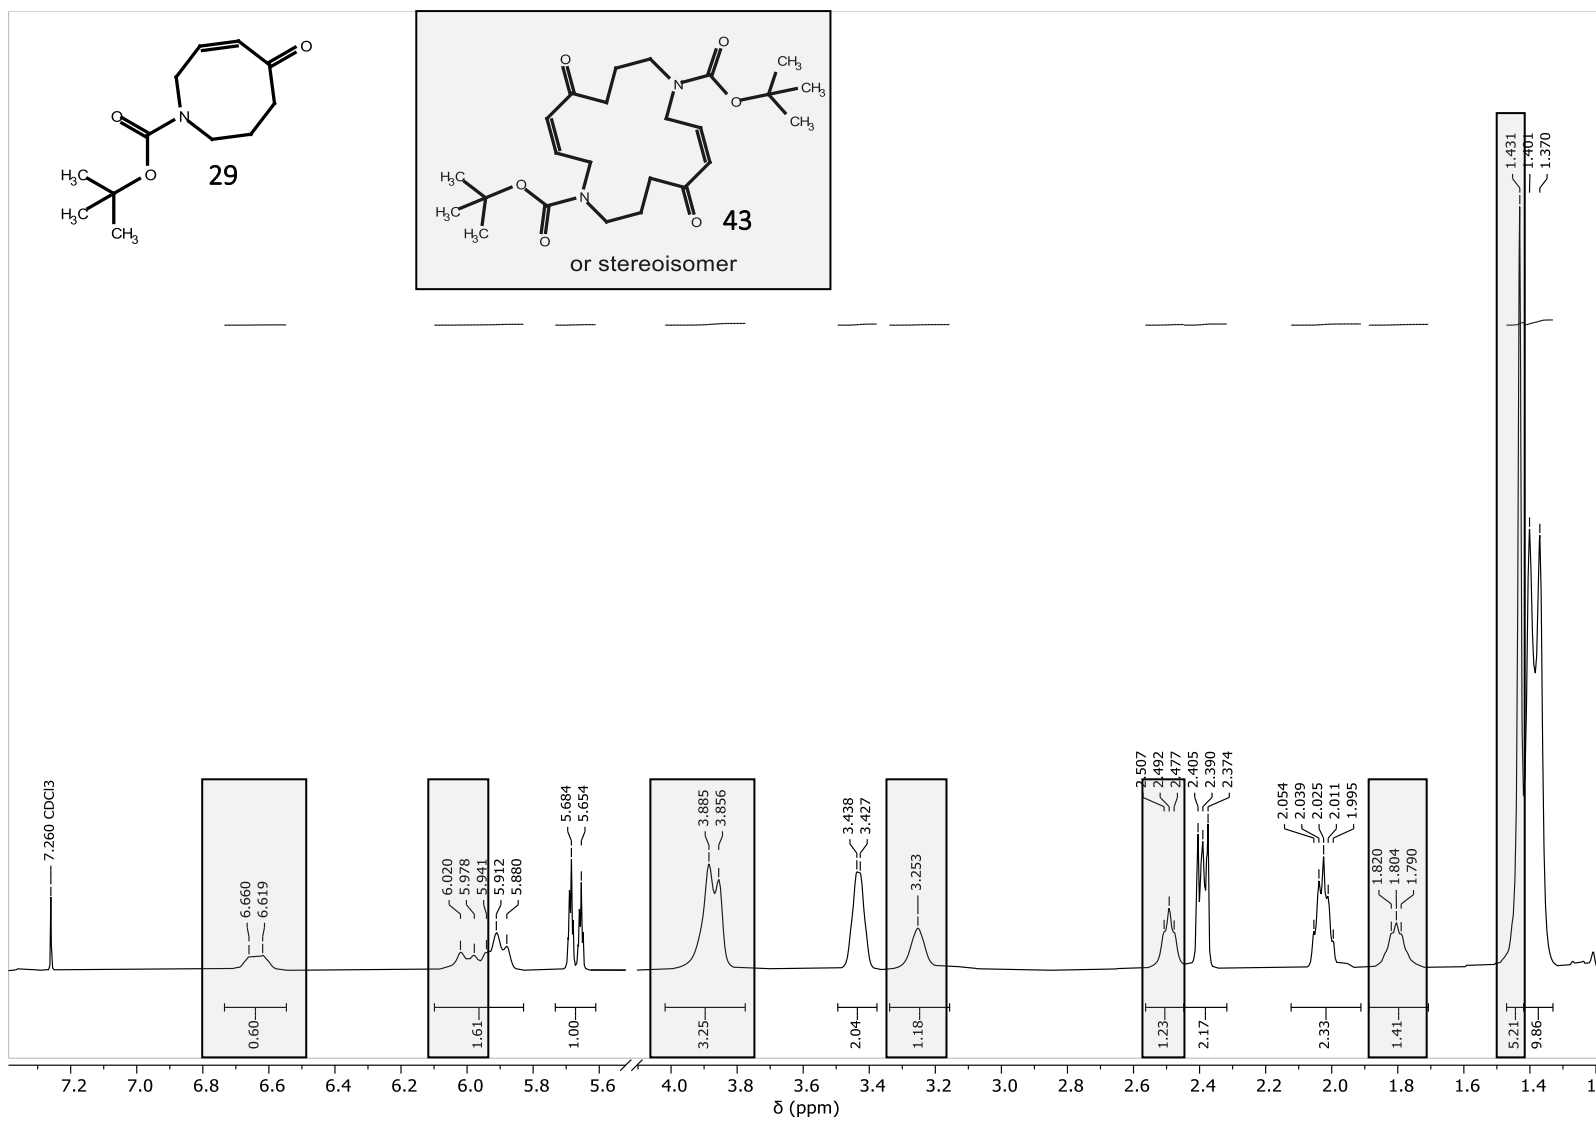 O
O
N
O
H3C
H3C
CH3
29
O
O
N
O
CH3
CH3
CH3
O
H3C
H3C
H3C
O
N
O
43
or stereoisomer
1.431
1.401
1.370
7.260 CDCl3
6.660
6.619
6.020
5.978
5.941
5.912
5.880
5.684
5.654
3.885
3.856
3.438
3.427
3.253
2.507
2.492
2.477
2.405
2.390
2.374
2.054
2.039
2.025
2.011
1.995
1.820
1.804
1.790
0.60
1.61
1.00
3.25
2.04
1.18
1.23
2.17
2.33
1.41
5.21
9.86
7.2 7.0 6.8 6.6 6.4 6.2 6.0 5.8 5.6 4.0 3.8 3.6 3.4 3.2 3.0 2.8 2.6 2.4 2.2 2.0 1.8 1.6 1.4
δ (ppm)